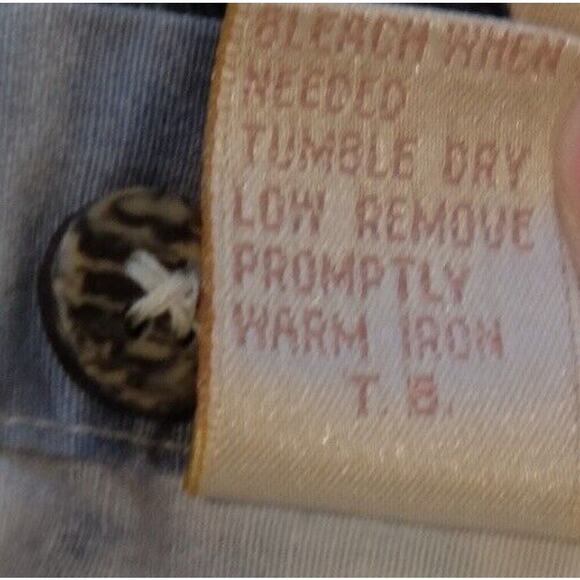 BLEACH WHEN
NEEDED
TUMBLE DRY
LOW REMOVE
PROMPTLY
WARM IRON
T. B.